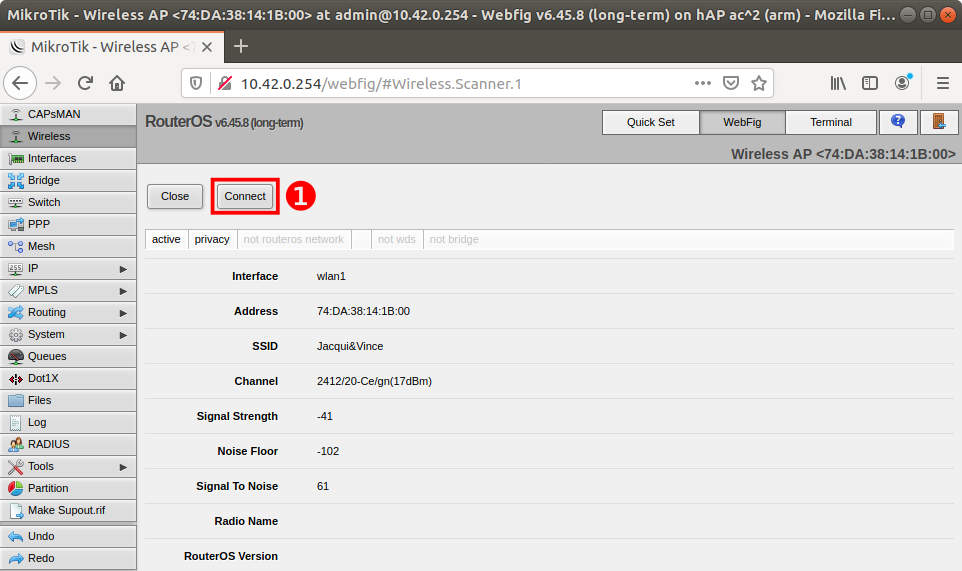 MikroTik - Wireless AP <74:DA:38:14:1B:00> at admin@10.42.0.254 - Webfig v6.45.8 (long-term) on hAP ac^2 (arm) - Mozilla Fi...
MikroTik - Wireless AP <7
10.42.0.254/webfig/#Wireless.Scanner.1
CAPsMAN
Wireless
Interfaces
Bridge
Switch
PPP
Mesh
IP
MPLS
Routing
System
Queues
Dot1X
Files
Log
RADIUS
Tools
Partition
Make Supout.rif
Undo
Redo
RouterOS v6.45.8 (long-term)
Quick Set
WebFig
Terminal
Wireless AP <74:DA:38:14:1B:00>
Close
Connect
1
active
privacy
not routeros network
not wds
not bridge
Interface wlan1
Address 74:DA:38:14:1B:00
SSID Jacqui&Vince
Channel 2412/20-Ce/gn(17dBm)
Signal Strength -41
Noise Floor -102
Signal To Noise 61
Radio Name
RouterOS Version